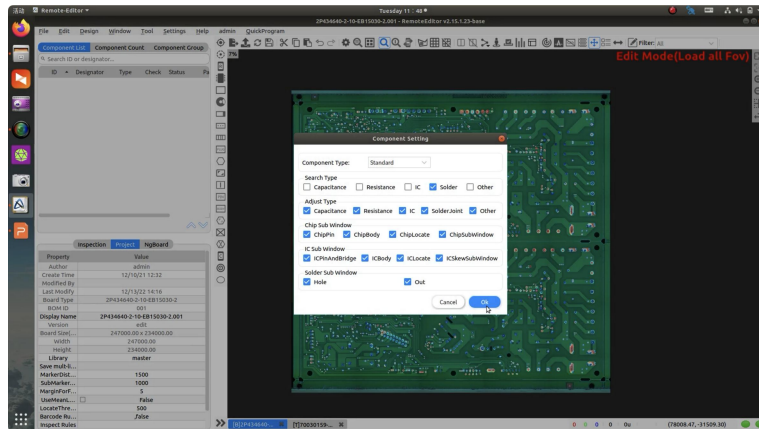 活动 Remote-Editor Tuesday 11:48
2P434640-2-10-EB15030-2.001 - RemoteEditor v2.15.1.23-base
File Edit Design Window Tool Settings Help admin QuickProgram
Component List Component Count Component Group
Search ID or designator...
ID Designator Type Check Status Pa
7%
Filter: All
Edit Mode(Load all Fov)
Component Setting
Component Type: Standard
Search Type
Capacitance Resistance IC Solder Other
Adjust Type
Capacitance Resistance IC SolderJoint Other
Chip Sub Window
ChipPin ChipBody ChipLocate ChipSubWindow
IC Sub Window
ICPinAndBridge ICBody ICLocate ICSkewSubWindow
Solder Sub Window
Hole Out
Cancel Ok
Inspection Project NgBoard
Property Value
Author admin
Create Time 12/10/21 12:32
Modified By
Last Modify 12/13/22 14:16
Board Type 2P434640-2-10-EB15030-2
BOM ID 001
Display Name 2P434640-2-10-EB15030-2.001
Version edit
Board Size(... 247000.00 x 234000.00
Width 247000.00
Height 234000.00
Library master
Save mult-li...
MarkerDist... 1500
SubMarker... 1000
MarginForF... 5
UseMeanL... False
LocateThre... 500
Barcode Ru... ,false
Inspect Rules
[R]2P434640-... [T]70030159-... 0 5 0 0 0u (78008.47, -31509.30)